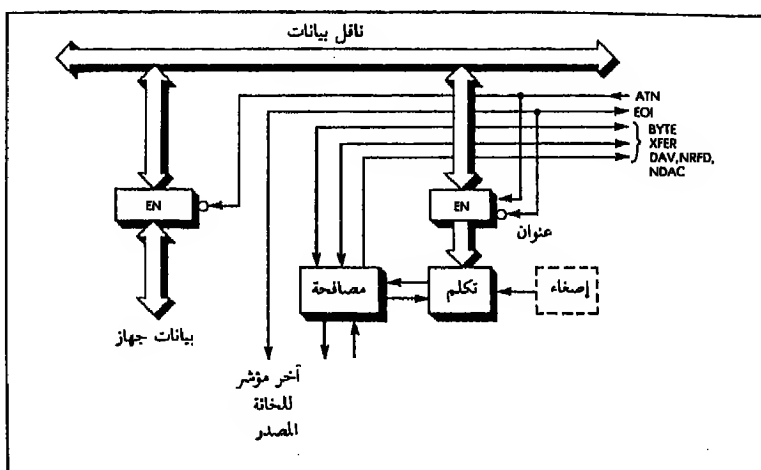 ناقل بيانات
ATN
EOI
BYTE
XFER
DAV,NRFD,
NDAC
EN
EN
عنوان
مصافحة
تكلم
إصغاء
بيانات جهاز
آخر مؤشر
للخانة
المصدر